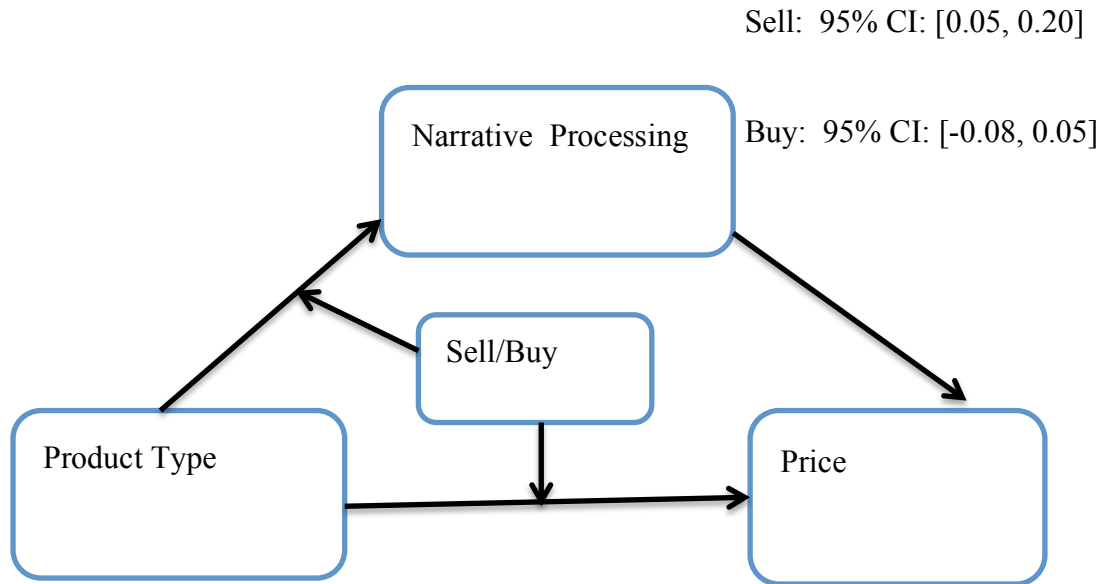 Sell: 95% CI: [0.05, 0.20]
Narrative Processing
Buy: 95% CI: [-0.08, 0.05]
Sell/Buy
Product Type
Price